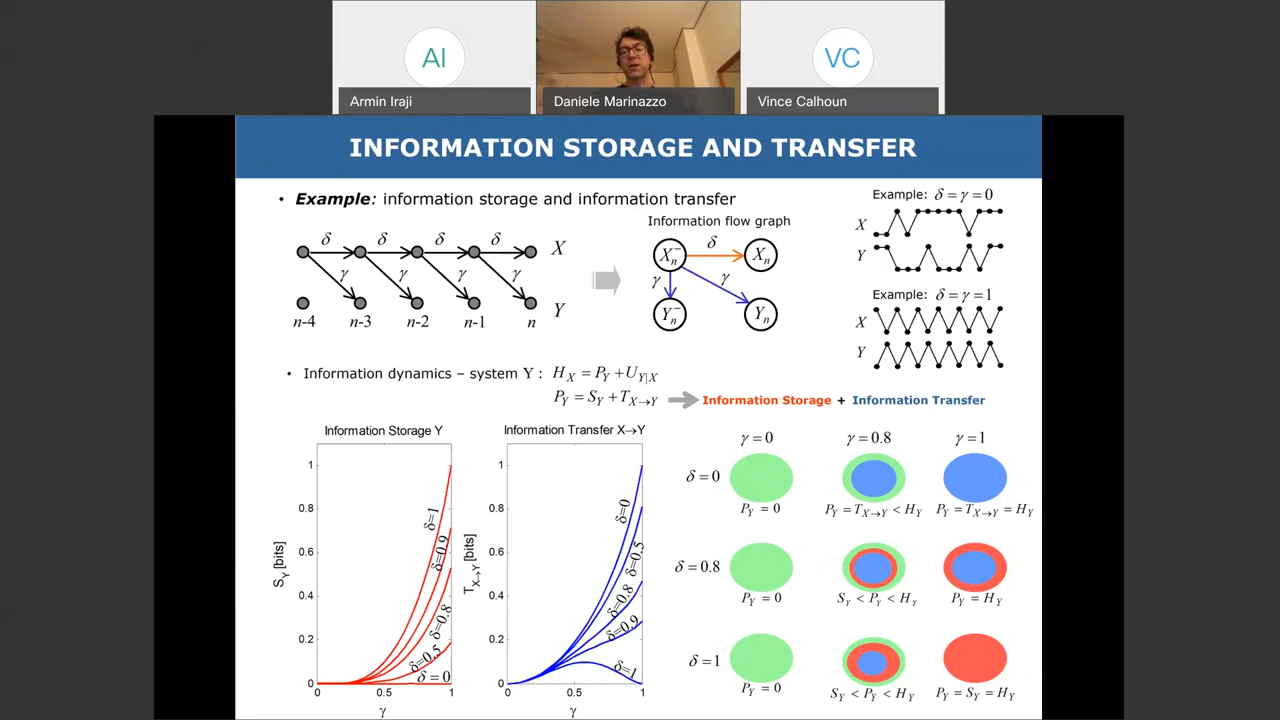 AI
VC
Armin Iraji
Daniele Marinazzo
Vince Calhoun
INFORMATION STORAGE AND TRANSFER
• Example: information storage and information transfer
Information flow graph
δ δ δ δ X
γ γ γ γ
Y
n-4 n-3 n-2 n-1 n
Xₙ⁻ δ Xₙ
γ γ
Yₙ⁻ Yₙ
Example: δ = γ = 0
X
Y
Example: δ = γ = 1
X
Y
• Information dynamics – system Y : H_X = P_Y + U_{Y|X}
P_Y = S_Y + T_{X→Y}
Information Storage + Information Transfer
Information Storage Y
S_Y [bits]
1
0.8
0.6
0.4
0.2
0
0 0.5 1
γ
δ=1
δ=0.9
δ=0.8
δ=0.5
δ=0
Information Transfer X→Y
T_{X→Y} [bits]
1
0.8
0.6
0.4
0.2
0
0 0.5 1
γ
δ=0
δ=0.5
δ=0.8
δ=0.9
δ=1
γ = 0 γ = 0.8 γ = 1
δ = 0
P_Y = 0 P_Y = T_{X→Y} < H_Y P_Y = T_{X→Y} = H_Y
δ = 0.8
P_Y = 0 S_Y < P_Y < H_Y P_Y = H_Y
δ = 1
P_Y = 0 S_Y < P_Y < H_Y P_Y = S_Y = H_Y